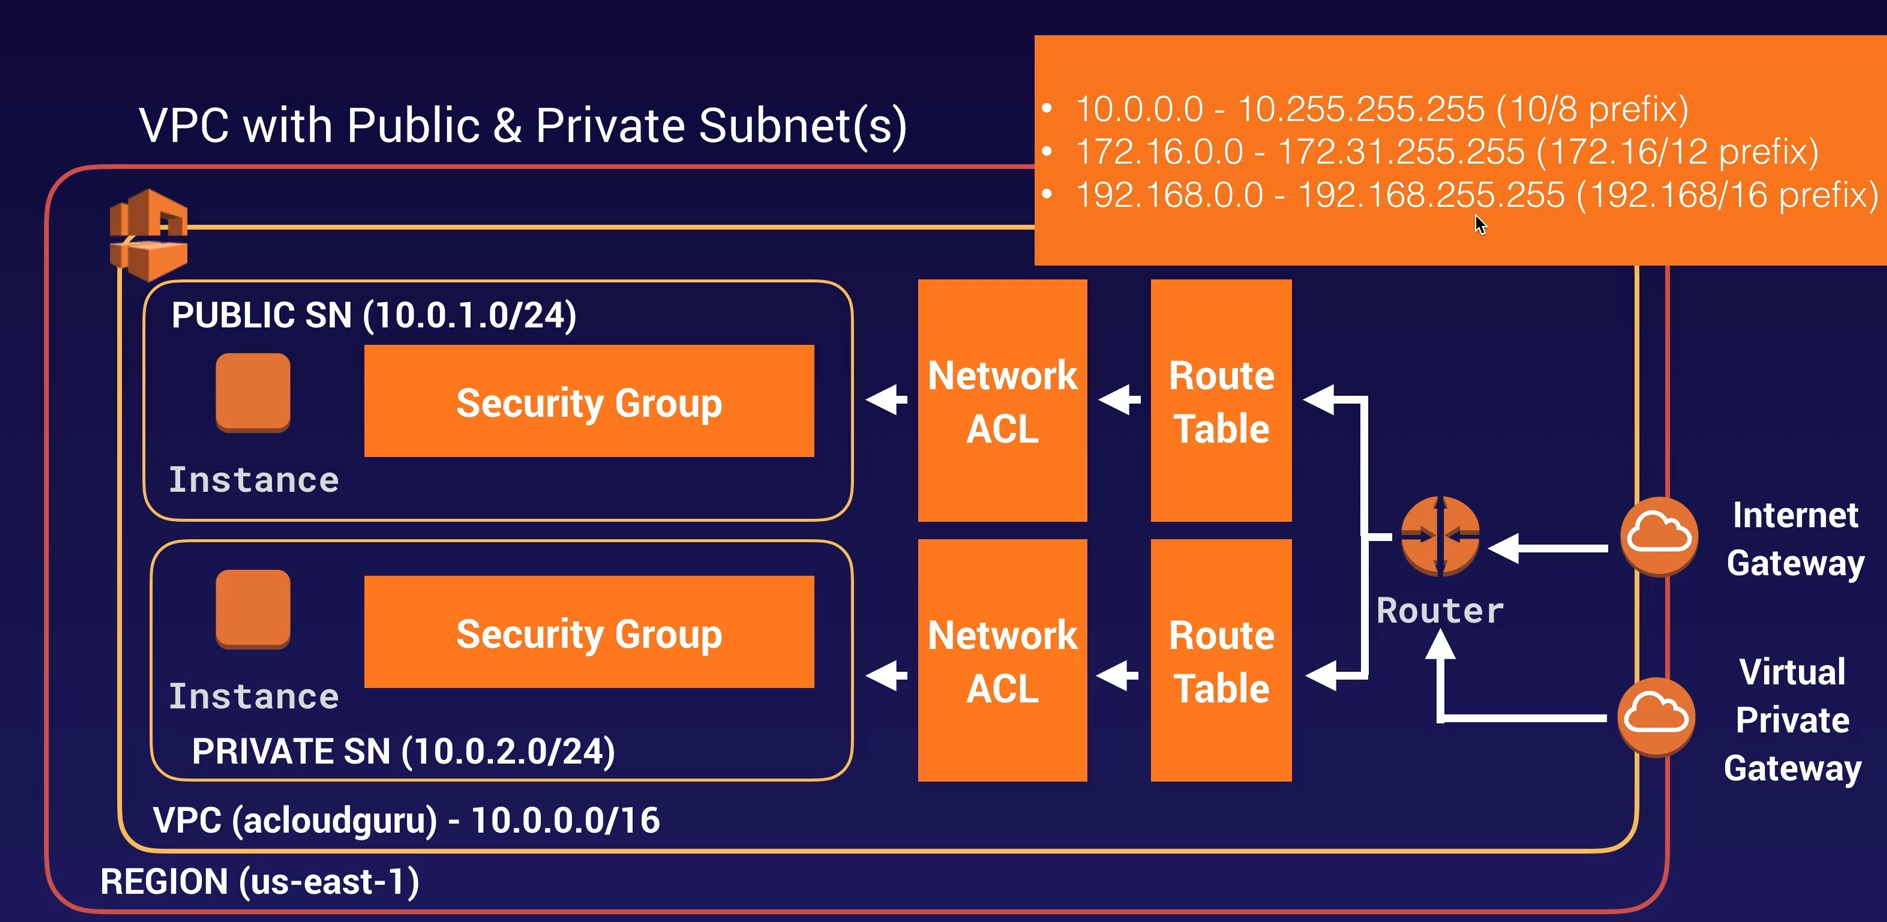 VPC with Public & Private Subnet(s)
• 10.0.0.0 - 10.255.255.255 (10/8 prefix)
• 172.16.0.0 - 172.31.255.255 (172.16/12 prefix)
• 192.168.0.0 - 192.168.255.255 (192.168/16 prefix)
PUBLIC SN (10.0.1.0/24)
Instance
Security Group
Network
ACL
Route
Table
Instance
Security Group
PRIVATE SN (10.0.2.0/24)
Network
ACL
Route
Table
Router
Internet
Gateway
Virtual
Private
Gateway
VPC (acloudguru) - 10.0.0.0/16
REGION (us-east-1)